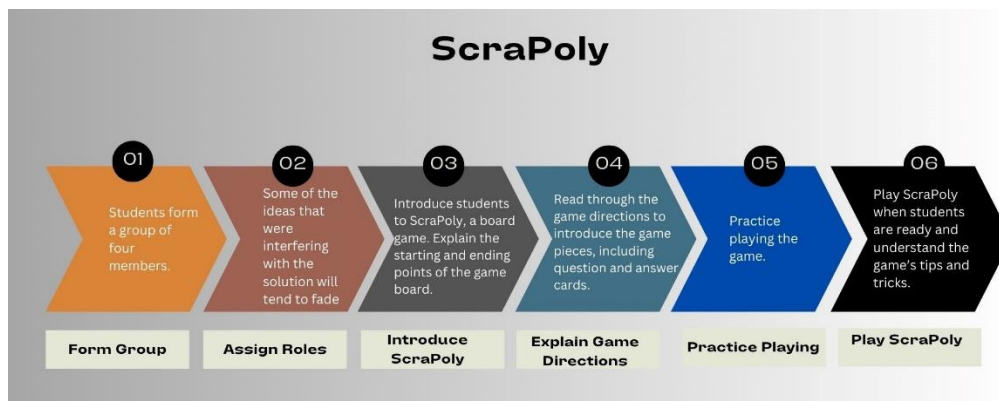 ScraPoly
01
Students form
a group of
four
members.
Form Group
02
Some of the
ideas that
were
interfering
with the
solution will
tend to fade
Assign Roles
03
Introduce students
to ScraPoly, a board
game. Explain the
starting and ending
points of the game
board.
Introduce
ScraPoly
04
Read through the
game directions to
introduce the game
pieces, including
question and answer
cards.
Explain Game
Directions
05
Practice
playing the
game.
Practice Playing
06
Play ScraPoly
when students
are ready and
understand the
game's tips and
tricks.
Play ScraPoly